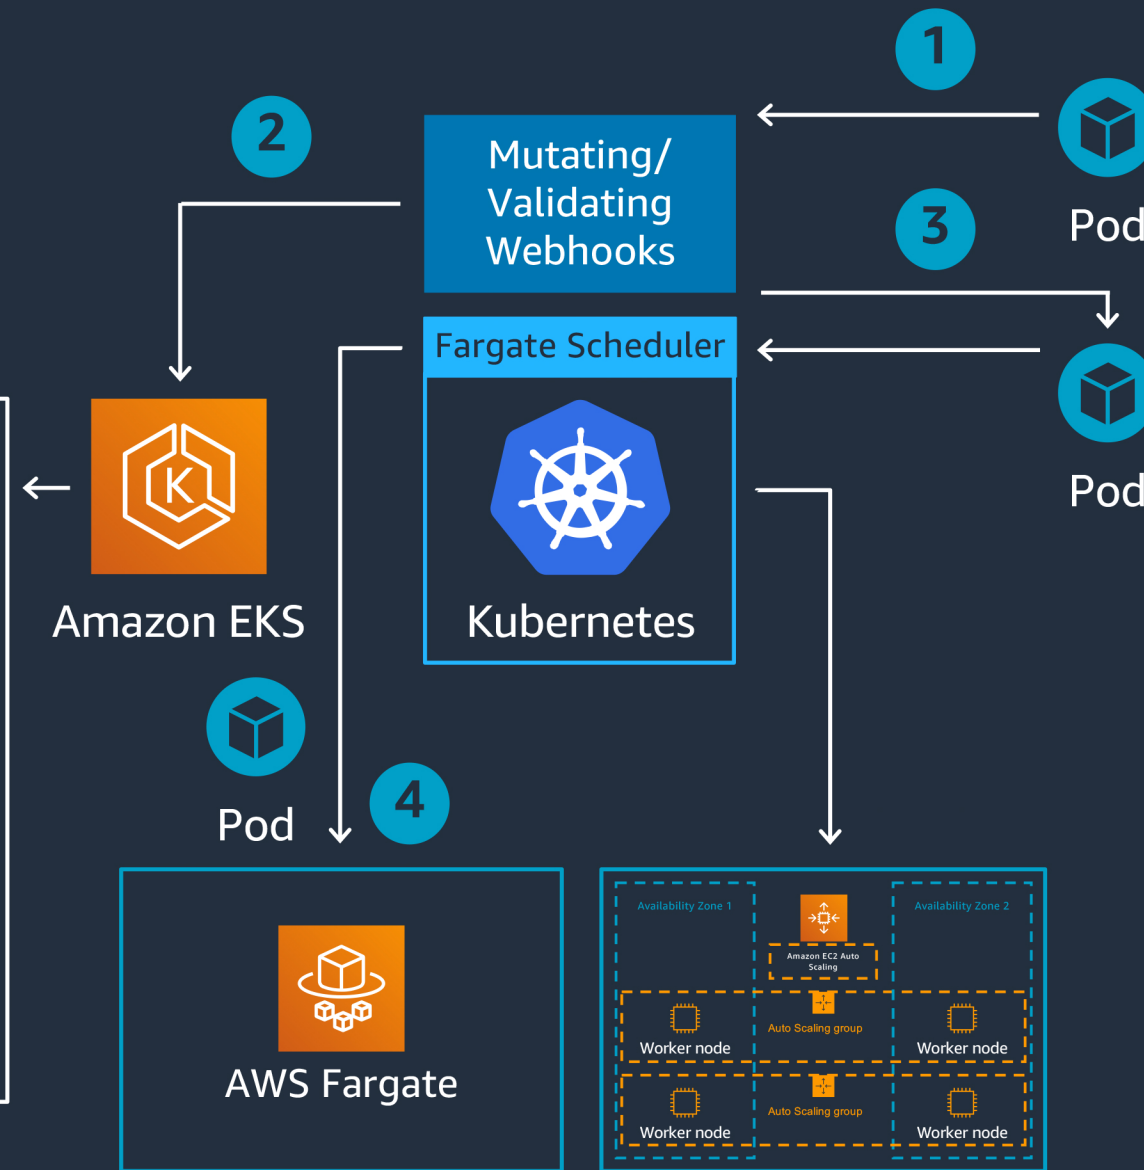 1
2
Mutating/
Validating
Webhooks
Pod
3
Fargate Scheduler
K
Amazon EKS
Kubernetes
Pod
Pod
4
AWS Fargate
Availability Zone 1
Availability Zone 2
Amazon EC2 Auto
Scaling
Auto Scaling group
Worker node
Worker node
Auto Scaling group
Worker node
Worker node